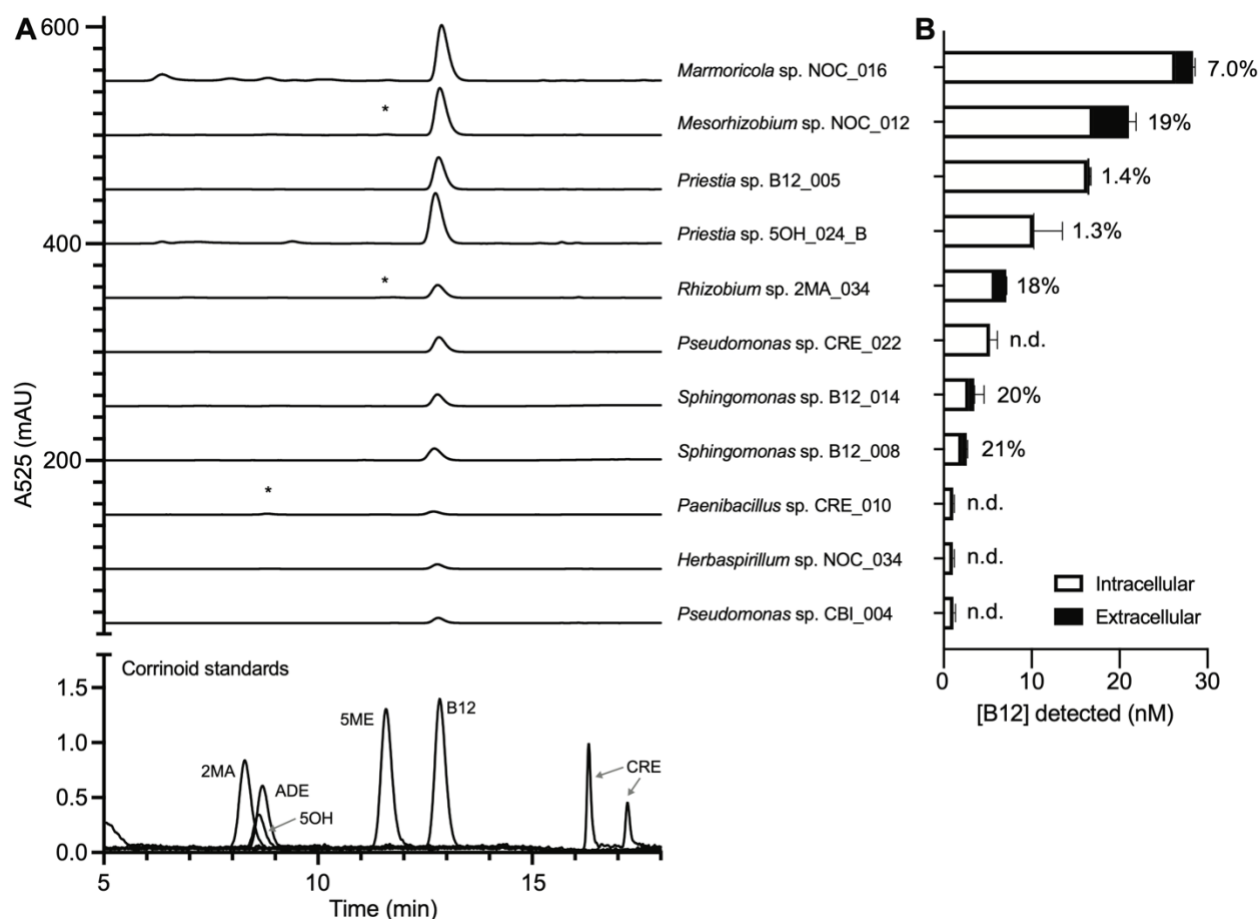 A
B
600
400
200
A525 (mAU)
*
*
*
Marmoricola sp. NOC_016
Mesorhizobium sp. NOC_012
Priestia sp. B12_005
Priestia sp. 5OH_024_B
Rhizobium sp. 2MA_034
Pseudomonas sp. CRE_022
Sphingomonas sp. B12_014
Sphingomonas sp. B12_008
Paenibacillus sp. CRE_010
Herbaspirillum sp. NOC_034
Pseudomonas sp. CBI_004
7.0%
19%
1.4%
1.3%
18%
n.d.
20%
21%
n.d.
n.d.
n.d.
Intracellular
Extracellular
0 10 20 30
[B12] detected (nM)
Corrinoid standards
1.5
1.0
0.5
0.0
2MA
ADE
5OH
5ME
B12
CRE
5 10 15
Time (min)